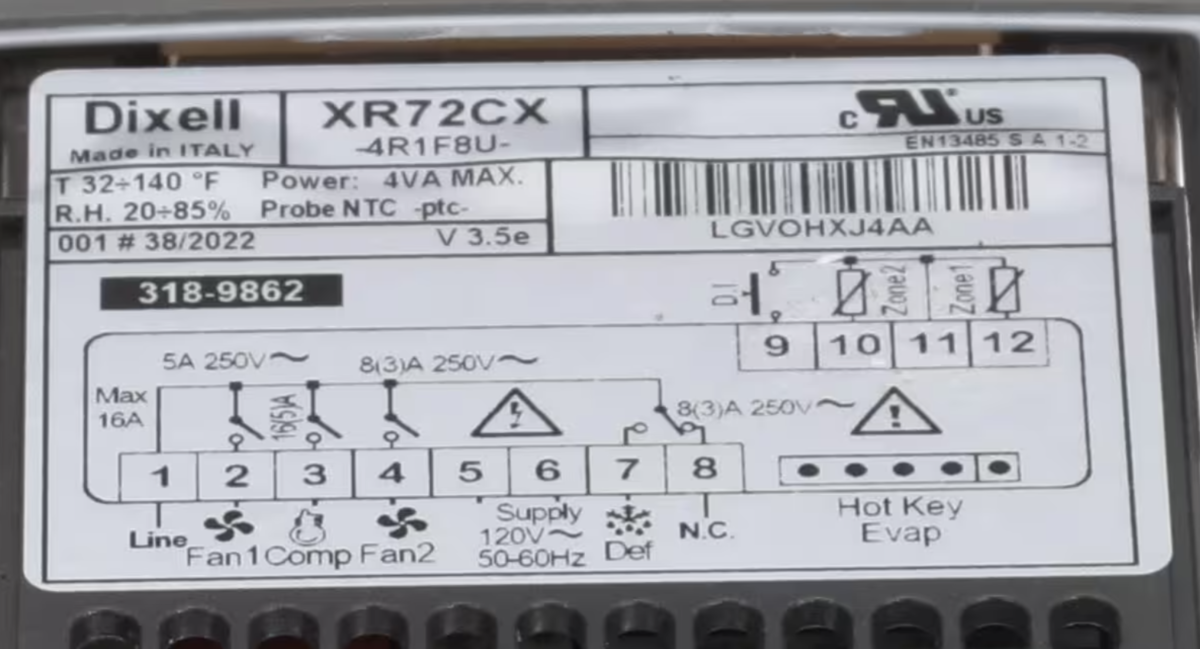 Dixell
Made in ITALY
XR72CX
-4R1F8U-
c RU® US
EN13485 S A 1-2
T 32÷140 °F Power: 4VA MAX.
R.H. 20÷85% Probe NTC -ptc-
001 # 38/2022 V 3.5e
LGVOHXJ4AA
318-9862
D.I
Zone2
Zone1
9 10 11 12
5A 250V~
8(3)A 250V~
Max
16A
16(5)A
8(3)A 250V~
1 2 3 4 5 6 7 8
Line
Fan1 Comp Fan2
Supply
120V~
50-60Hz
Def
N.C.
Hot Key
Evap